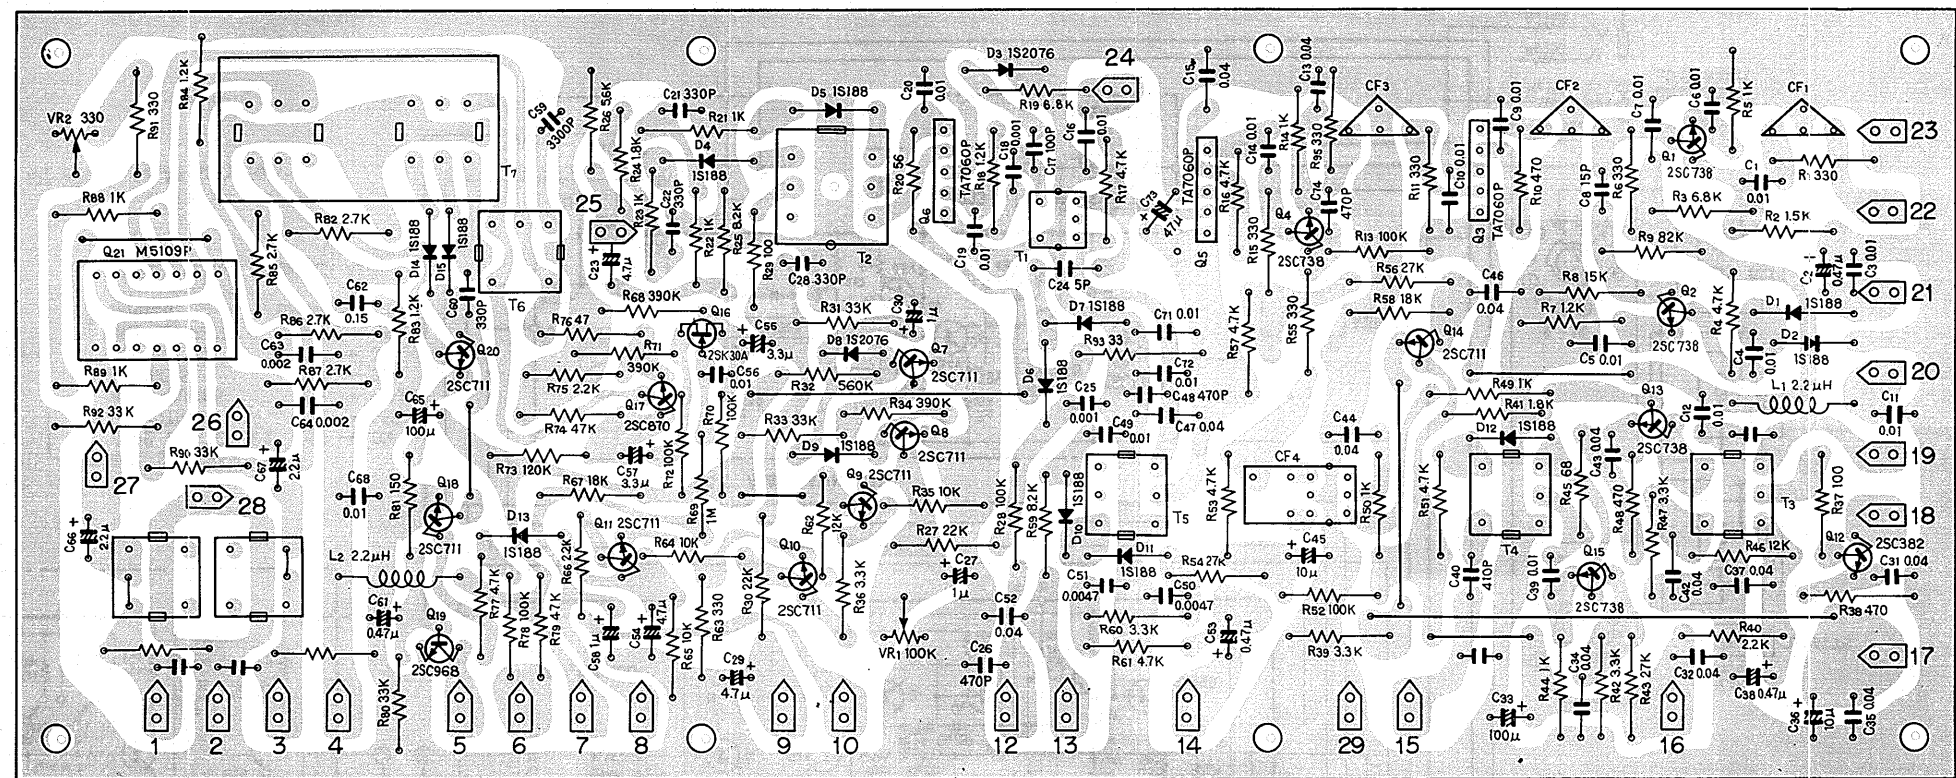 VR2 330
R91 330
R94 1.2K
T7
C59 3300P
R26 5.6K
R24 1.8K
C21 330P
R21 1K
D4
1S188
D5 1S188
C20 0.01
D3 1S2076
R19 6.8K
24
C15 0.04
C13 0.04
R14 1K
R95 330
CF3
C9 0.01
CF2
C7 0.01
C6 0.01
R5 1K
CF1
23
R88 1K
R85 2.7K
R82 2.7K
D14 1S188
D15 1S188
25
C23 4.7µ
R23 1K
C22 330P
R22 1K
R25 8.2K
R29 100
T2
R20 56
Q6
TA7060P
R18 1.2K
C18 0.001
C17 100P
C16 0.01
R17 4.7K
C73 47µ
TA7060P
Q5
R16 4.7K
C14 0.01
R15 330
Q4
2SC738
C74 470P
R13 100K
R11 330
C10 0.01
Q3
TA7060P
R10 470
C8 15P
R6 330
Q1
2SC738
C1 0.01
R1 330
R3 6.8K
R2 1.5K
R9 82K
22
Q21 M5109P
C62 0.15
R83 1.2K
C60 330P
T6
C28 330P
C19 0.01
T1
C24 5P
R56 27K
C46 0.04
R8 15K
C2 0.47µ
C3 0.01
21
R86 2.7K
C63 0.002
R87 2.7K
Q20
2SC711
R68 390K
R76 47
R71 390K
Q16
2SK30A
C55 3.3µ
R31 33K
C30 1µ
D8 1S2076
Q7
2SC711
D7 1S188
C71 0.01
R93 33
R57 4.7K
R55 330
R58 18K
Q14
2SC711
R7 1.2K
C5 0.01
Q2
2SC738
R4 4.7K
D1 1S188
D2 1S188
C4 0.01
R89 1K
R92 33K
26
C64 0.002
C65 100µ
R75 2.2K
R74 47K
Q17
2SC870
C56 0.01
R70 100K
R32 560K
R34 390K
R33 33K
Q8
2SC711
D6 1S188
C25 0.001
C72 0.01
C48 470P
C47 0.04
C49 0.01
C44 0.04
R49 1K
R41 1.8K
D12 1S188
Q13
2SC738
C12 0.01
L1 2.2µH
C11 0.01
20
27
R90 33K
C67 2.2µ
28
C68 0.01
R81 150
Q18
2SC711
R73 120K
C57 3.3µ
R67 18K
R12 100K
R69 1M
D9 1S188
Q9
2SC711
R62 12K
R35 10K
R28 100K
R59 8.2K
D10 1S188
T5
R53 4.7K
CF4
R50 1K
R51 4.7K
T4
R45 68
C43 0.04
R48 470
R47 3.3K
T3
R37 100
19
18
C66 2.2µ
L2 2.2µH
D13
1S188
R66 2.2K
Q11 2SC711
R64 10K
Q10
2SC711
R27 22K
C27 1µ
D11
1S188
R54 27K
C45 10µ
C40 410P
C39 0.01
Q15
2SC738
C42 0.04
R46 12K
C37 0.04
Q12
2SC382
C31 0.04
C61 0.47µ
Q19
2SC968
R77 4.7K
R78 100K
R79 4.7K
C58 1µ
C54 4.7µ
R65 10K
R63 330
R30 22K
R36 3.3K
VR1 100K
C51 0.0047
C50 0.0047
C52 0.04
R60 3.3K
R61 4.7K
C53 0.47µ
R52 100K
R39 3.3K
R38 470
R80 33K
C29 4.7µ
C26 470P
C33 100µ
R44 1K
C34 0.04
R42 3.3K
R43 27K
C32 0.04
R40 2.2K
C38 0.47µ
C36 10µ
C35 0.04
17
1 2 3 4 5 6 7 8 9 10 12 13 14 29 15 16